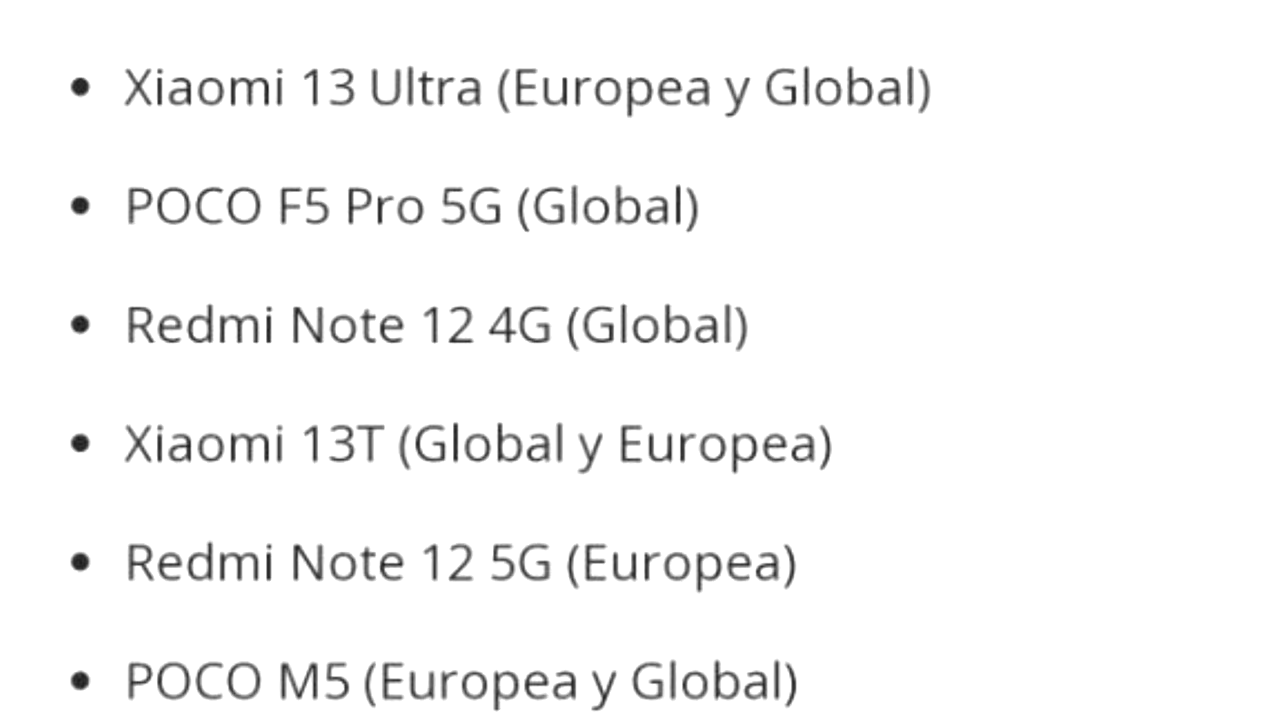 • Xiaomi 13 Ultra (Europea y Global)
• POCO F5 Pro 5G (Global)
• Redmi Note 12 4G (Global)
• Xiaomi 13T (Global y Europea)
• Redmi Note 12 5G (Europea)
• POCO M5 (Europea y Global)